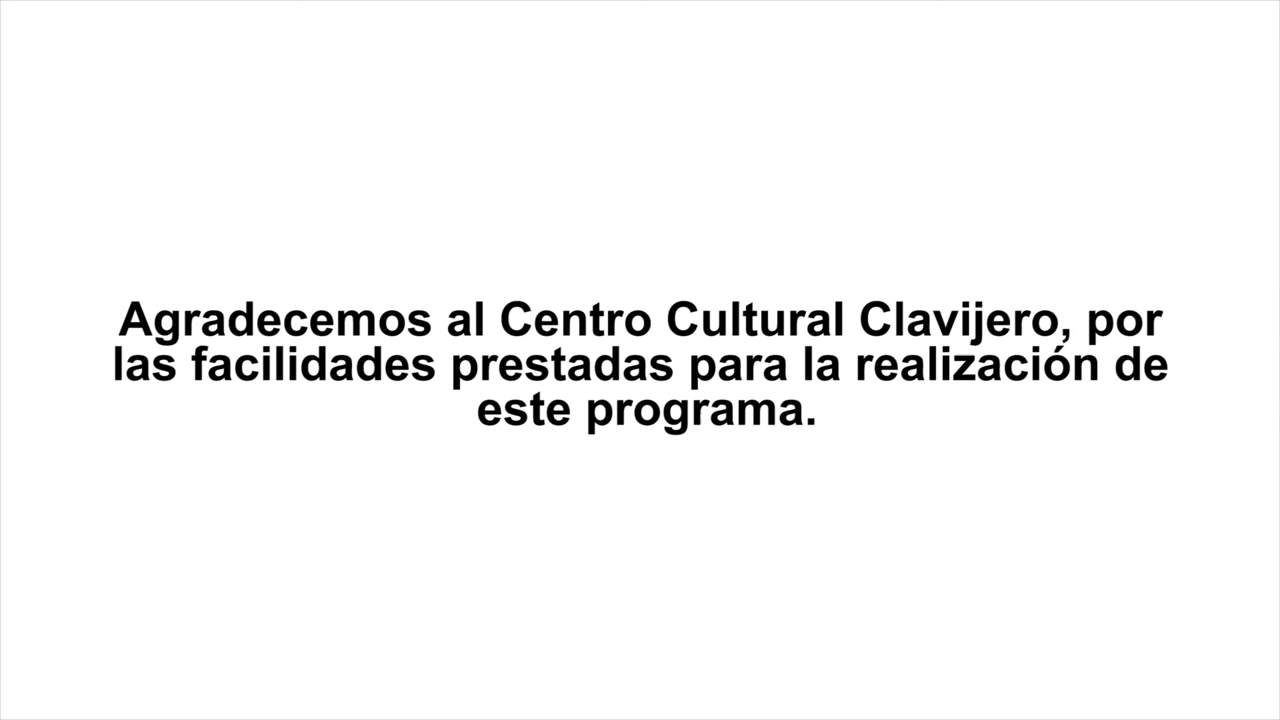 Agradecemos al Centro Cultural Clavijero, por
las facilidades prestadas para la realización de
este programa.